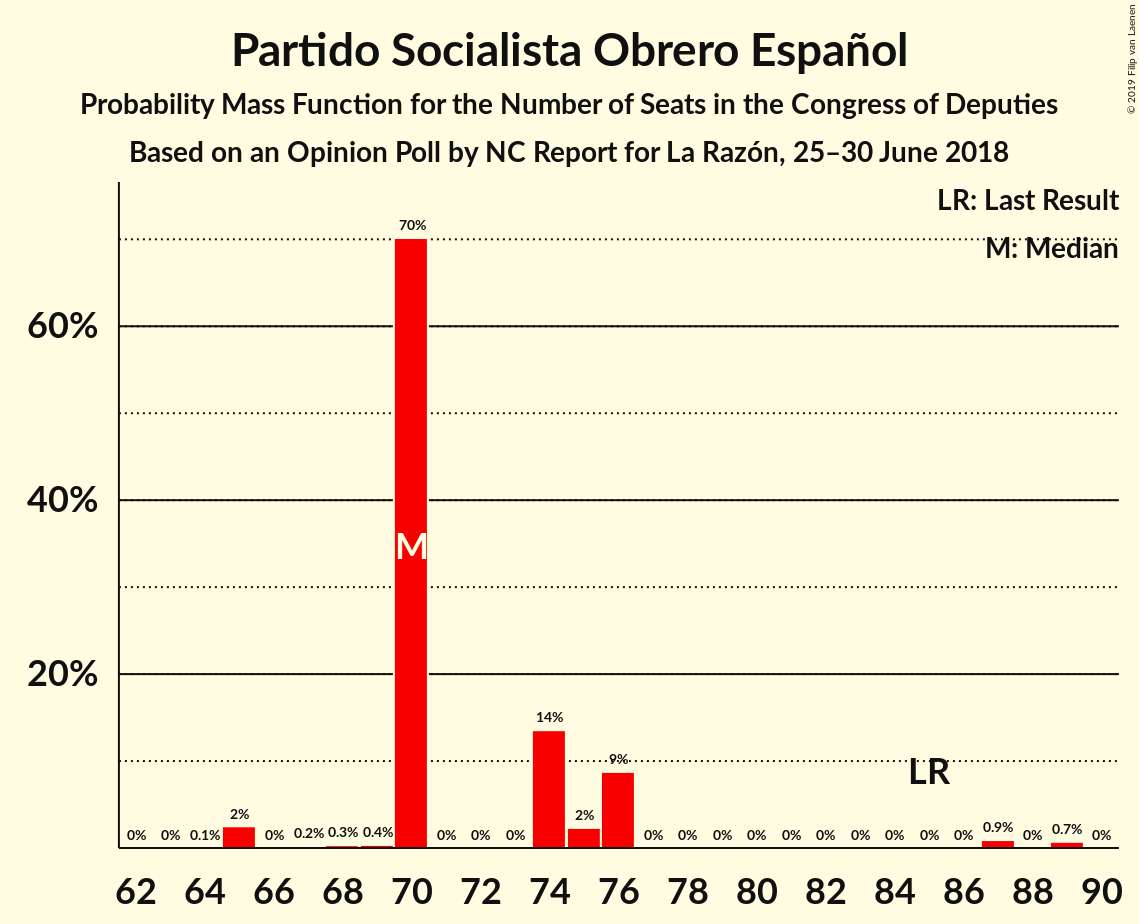 Partido Socialista Obrero Español
Probability Mass Function for the Number of Seats in the Congress of Deputies
Based on an Opinion Poll by NC Report for La Razón, 25–30 June 2018
© 2019 Filip van Laenen
LR: Last Result
M: Median
60%
40%
20%
0% 0% 0.1% 2% 0% 0.2% 0.3% 0.4% 70% 0% 0% 0% 14% 2% 9% 0% 0% 0% 0% 0% 0% 0% 0% 0% 0% 0.9% 0% 0.7% 0%
M
LR
62 64 66 68 70 72 74 76 78 80 82 84 86 88 90